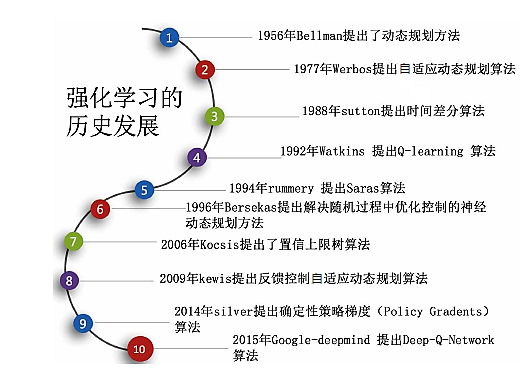 强化学习的
历史发展
1 1956年Bellman提出了动态规划方法
2 1977年Werbos提出自适应动态规划算法
3 1988年sutton提出时间差分算法
4 1992年Watkins 提出Q-learning 算法
5 1994年rummery 提出Saras算法
6 1996年Bersekas提出解决随机过程中优化控制的神经
动态规划方法
7 2006年Kocsis提出了置信上限树算法
8 2009年kewis提出反馈控制自适应动态规划算法
9 2014年silver提出确定性策略梯度（Policy Gradents）
算法
10 2015年Google-deepmind 提出Deep-Q-Network
算法